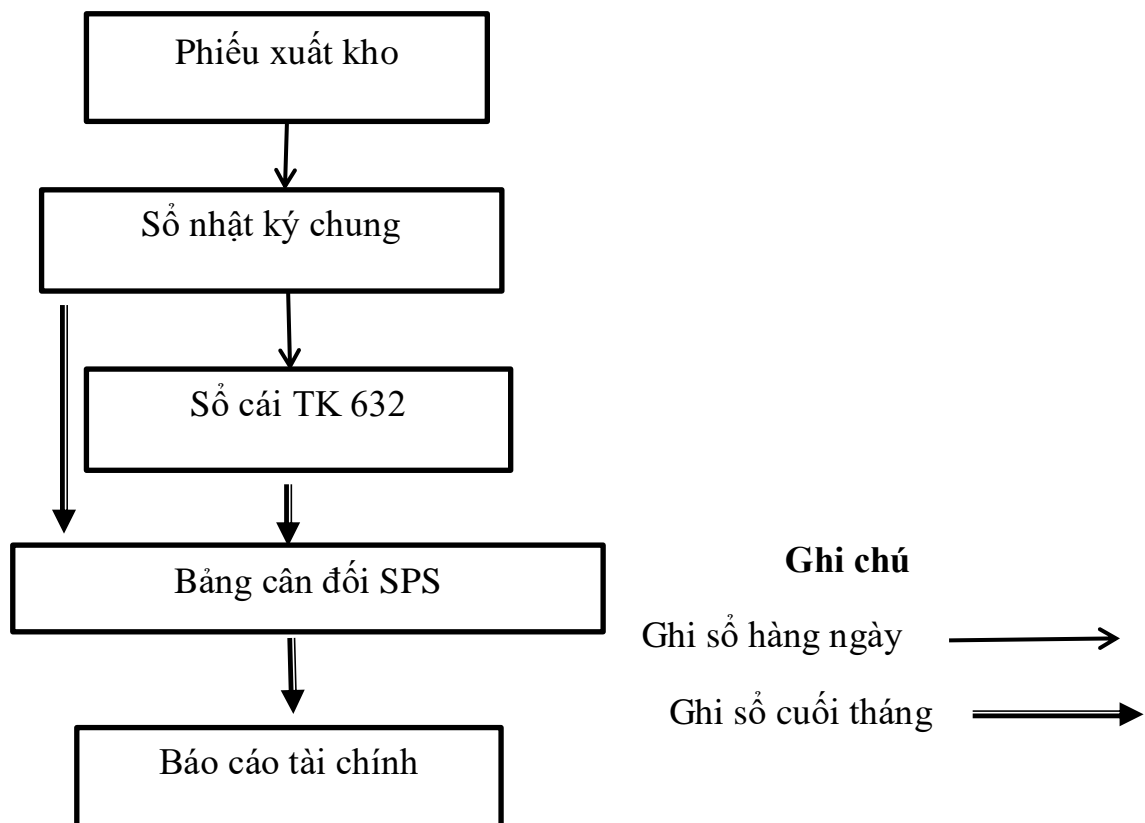 Phiếu xuất kho
Sổ nhật ký chung
Sổ cái TK 632
Bảng cân đối SPS
Báo cáo tài chính
Ghi chú
Ghi sổ hàng ngày
Ghi sổ cuối tháng